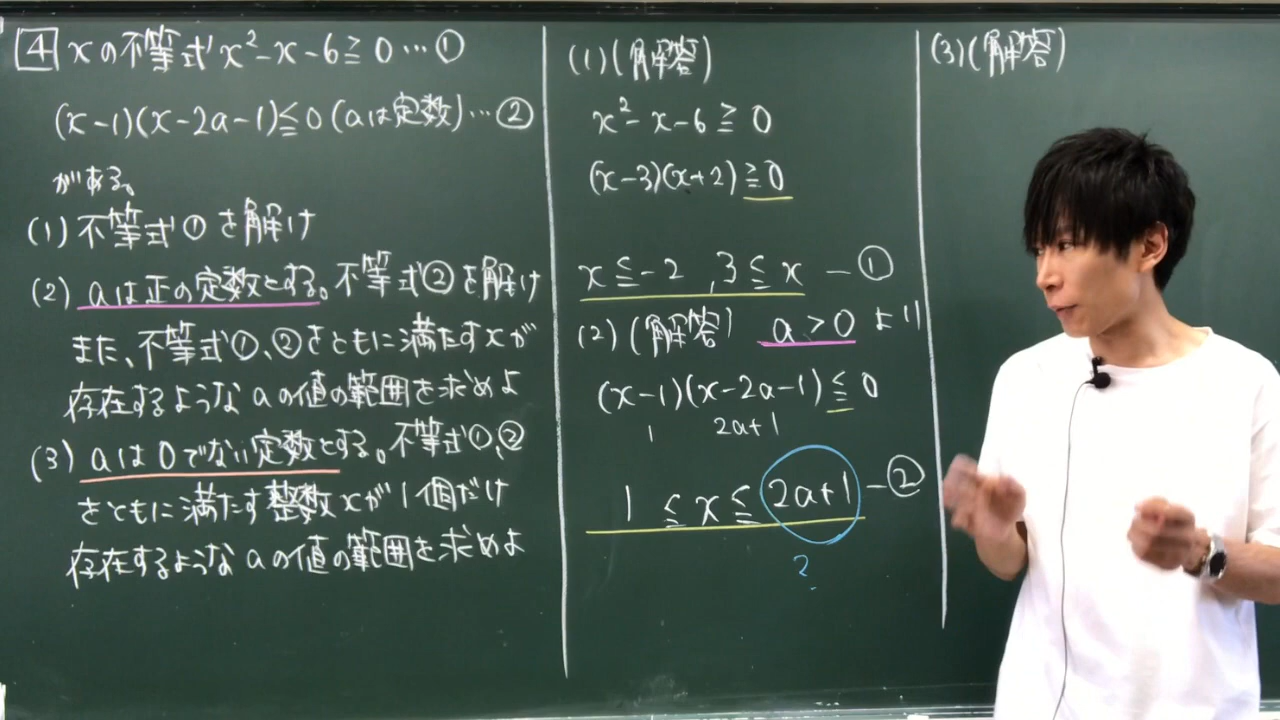 4 xの不等式 x²-x-6≧0…①
(x-1)(x-2a-1)≦0(aは定数)…②
がある。
(1) 不等式①を解け
(2) aは正の定数とする。不等式②を解け
また、不等式①、②をともに満たすxが
存在するようなaの値の範囲を求めよ
(3) aは0でない定数とする。不等式①、②
をともに満たす整数xが1個だけ
存在するようなaの値の範囲を求めよ
(1)(解答)
x²-x-6≧0
(x-3)(x+2)≧0
x≦-2 , 3≦x -①
(2)(解答) a>0 より
(x-1)(x-2a-1)≦0
1 2a+1
1≦x≦2a+1-②
?
(3)(解答)